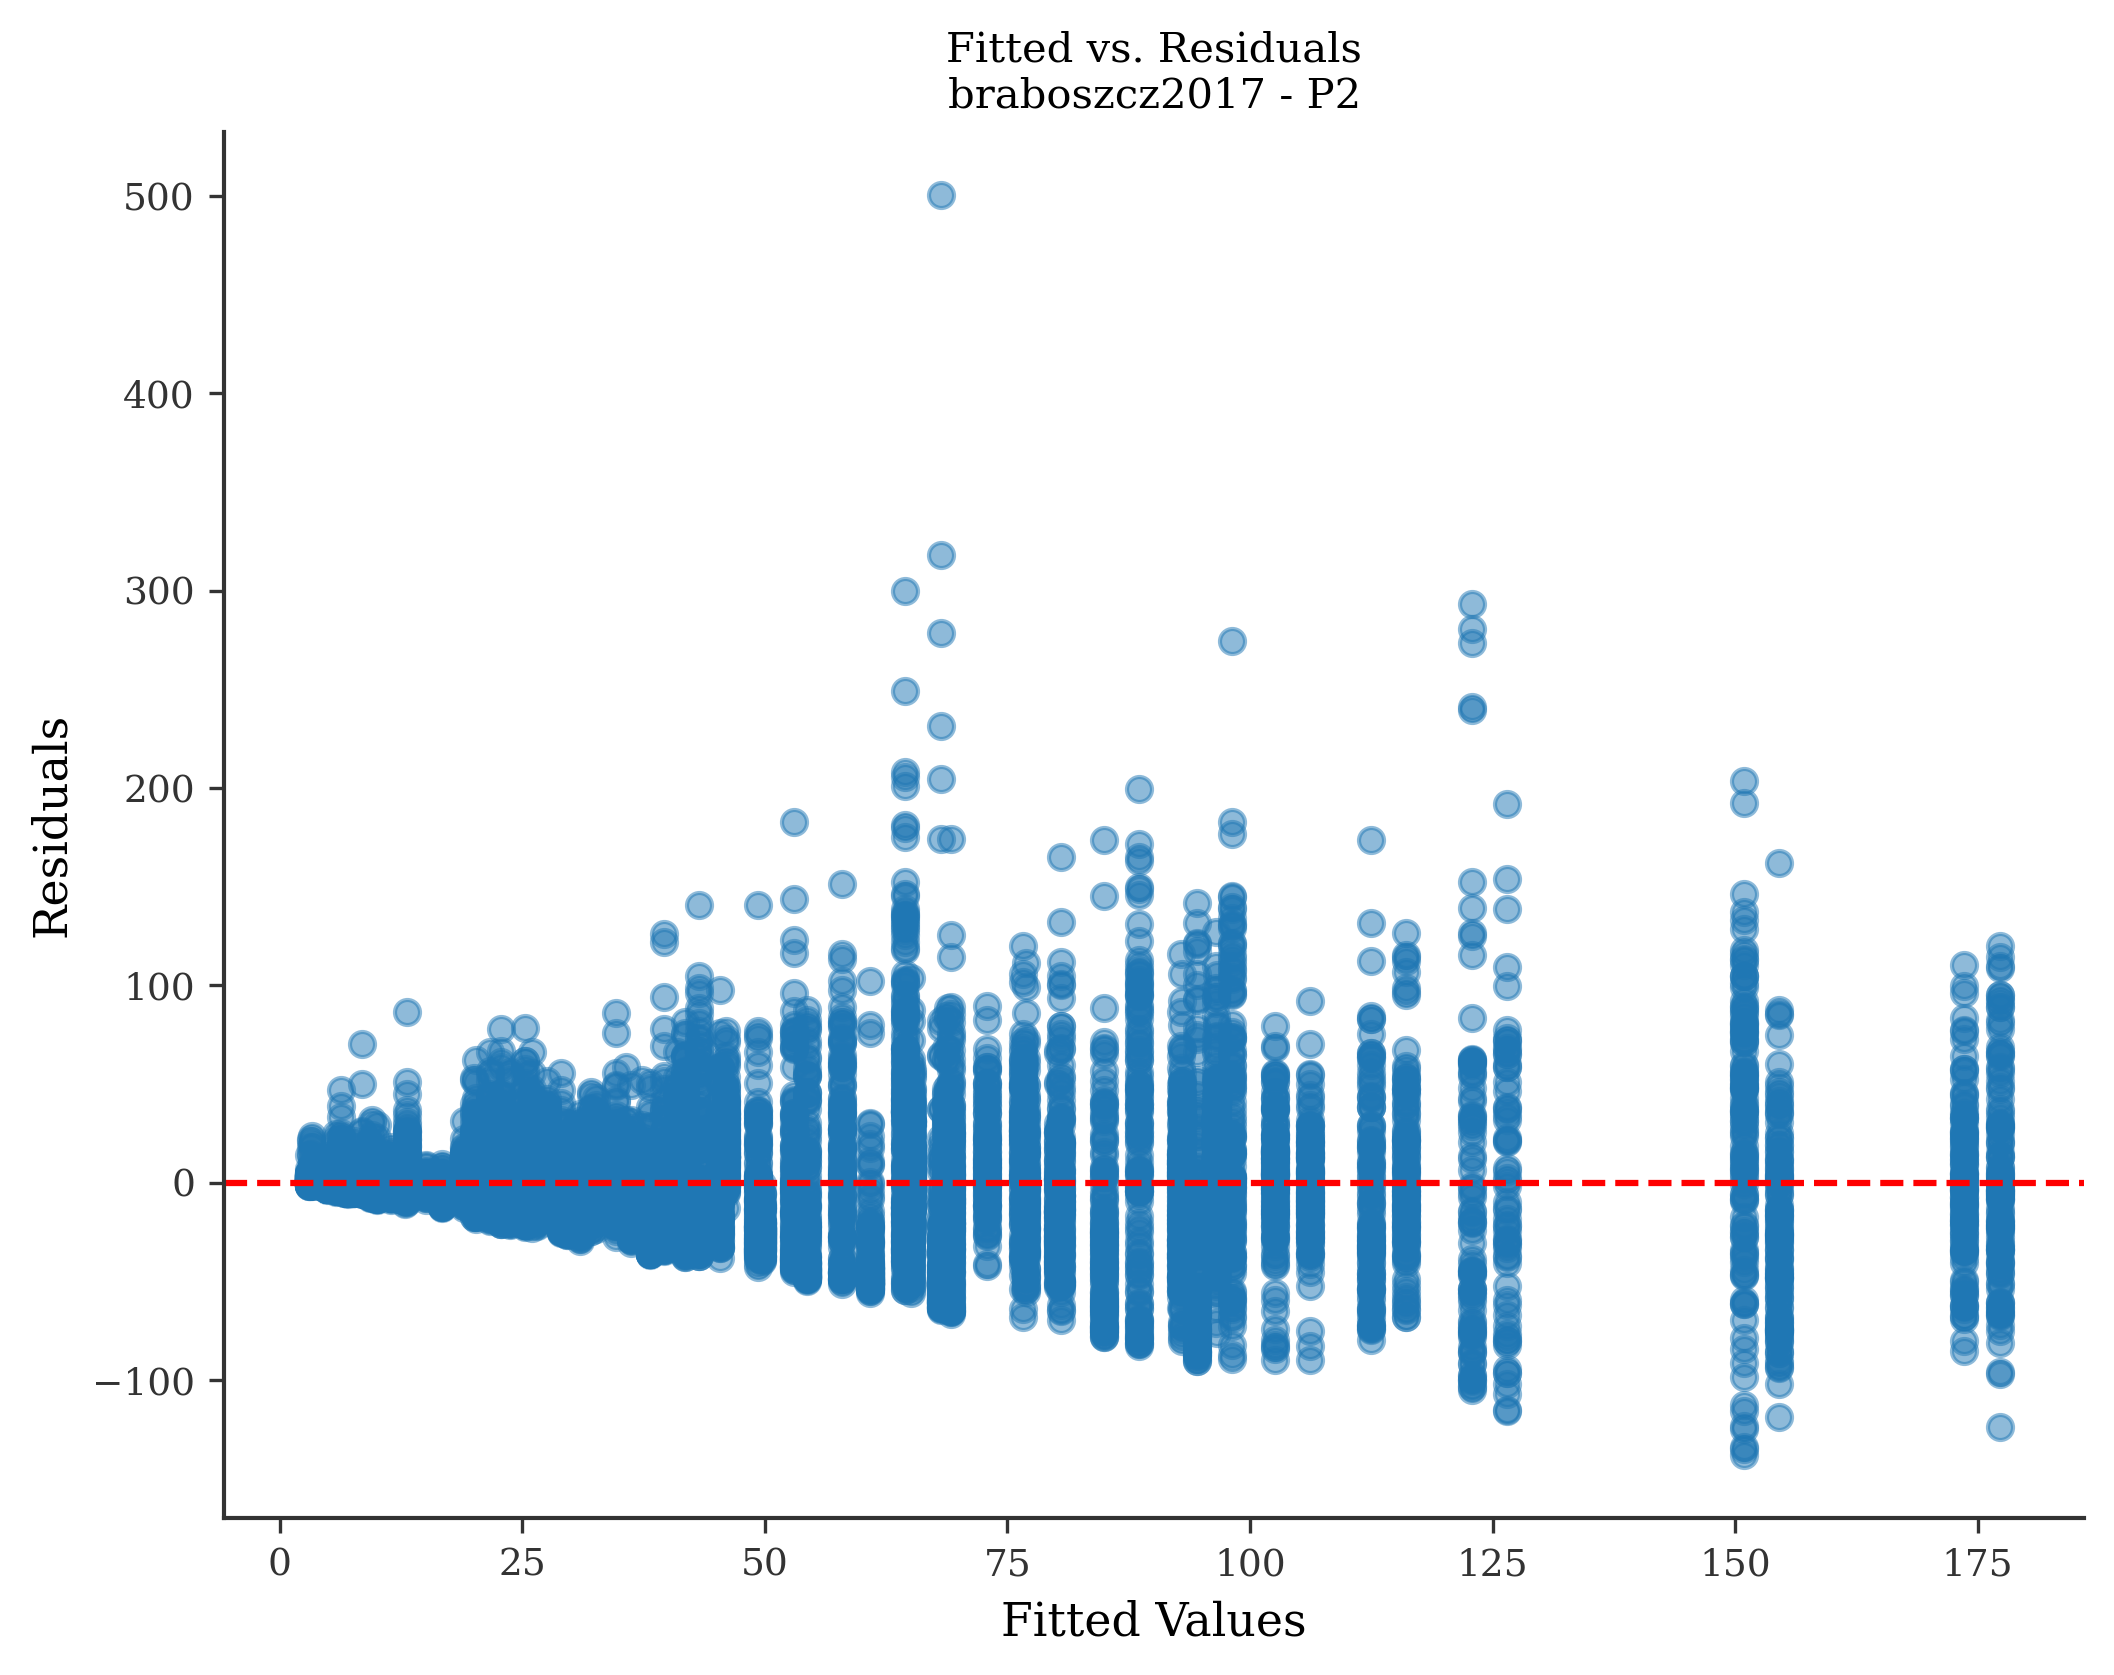 Fitted vs. Residuals
braboszcz2017 - P2
500
400
300
200
100
0
−100
Residuals
0 25 50 75 100 125 150 175
Fitted Values